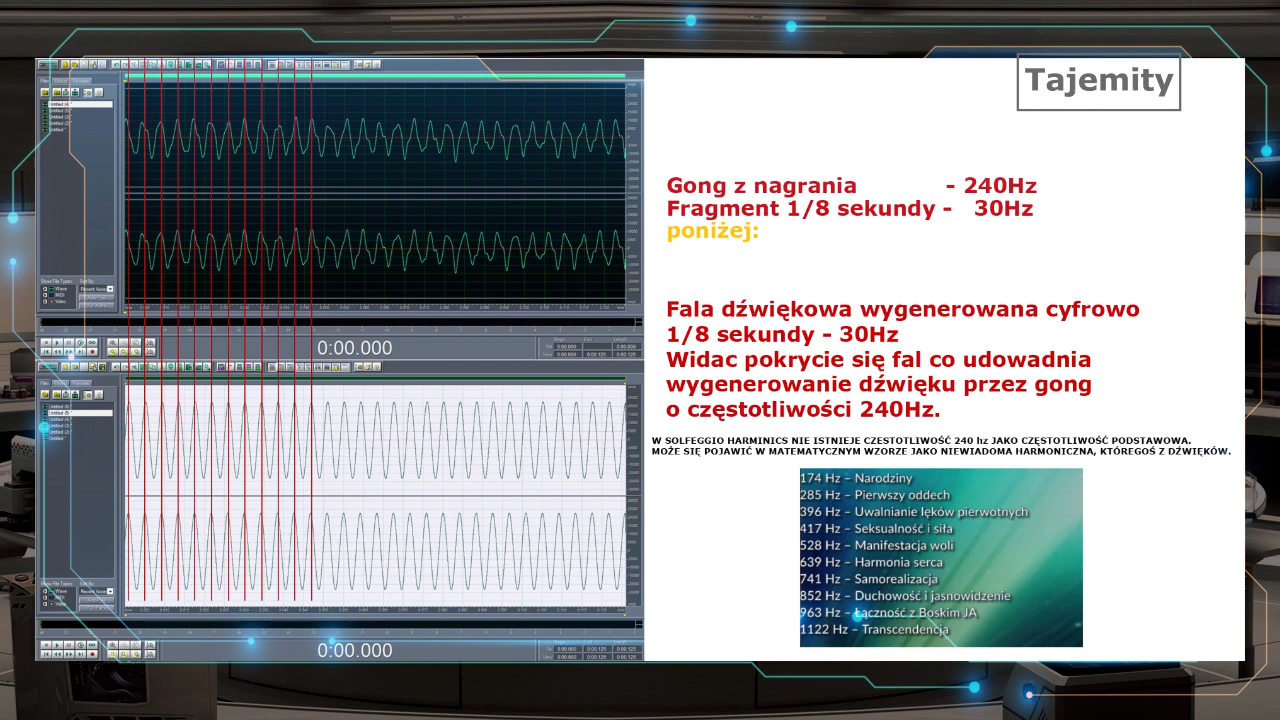 Tajemity
Gong z nagrania - 240Hz
Fragment 1/8 sekundy - 30Hz
poniżej:
Fala dźwiękowa wygenerowana cyfrowo
1/8 sekundy - 30Hz
Widac pokrycie się fal co udowadnia
wygenerowanie dźwięku przez gong
o częstotliwości 240Hz.
W SOLFEGGIO HARMINICS NIE ISTNIEJE CZESTOTLIWOŚĆ 240 hz JAKO CZĘSTOTLIWOŚĆ PODSTAWOWA.
MOŻE SIĘ POJAWIĆ W MATEMATYCZNYM WZORZE JAKO NIEWIADOMA HARMONICZNA, KTÓREGOŚ Z DŹWIĘKÓW.
174 Hz – Narodziny
285 Hz – Pierwszy oddech
396 Hz – Uwalnianie lęków pierwotnych
417 Hz – Seksualność i siła
528 Hz – Manifestacja woli
639 Hz – Harmonia serca
741 Hz – Samorealizacja
852 Hz – Duchowość i jasnowidzenie
963 Hz – Łączność z Boskim JA
1122 Hz – Transcendencja
0:00.000
0:00.000